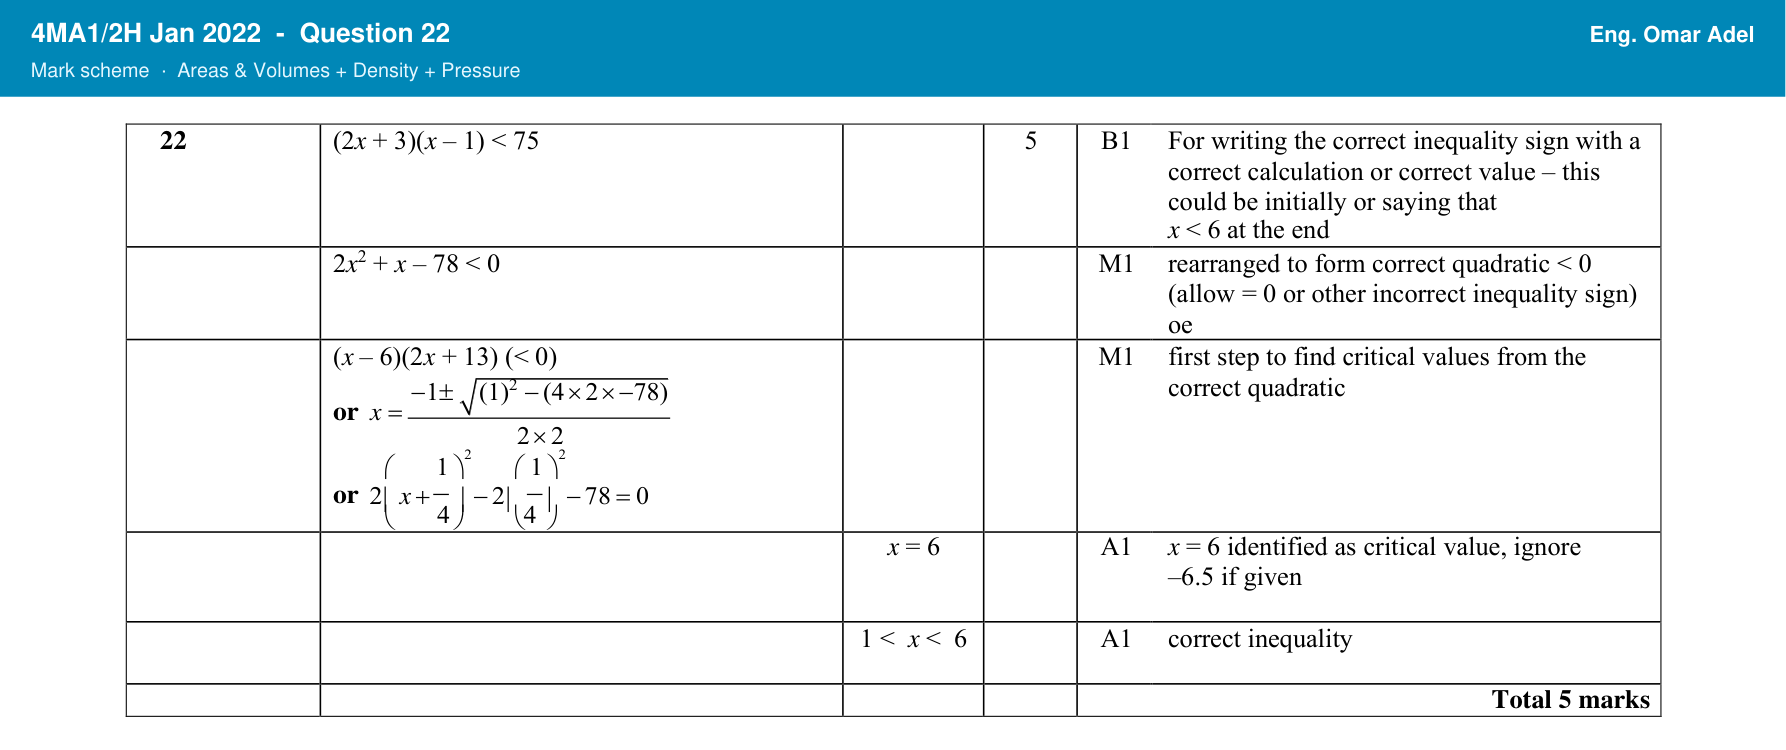 4MA1/2H Jan 2022 - Question 22
Eng. Omar Adel
Mark scheme · Areas & Volumes + Density + Pressure
22
(2x + 3)(x – 1) < 75
5
B1
For writing the correct inequality sign with a
correct calculation or correct value – this
could be initially or saying that
x < 6 at the end
2x² + x – 78 < 0
M1
rearranged to form correct quadratic < 0
(allow = 0 or other incorrect inequality sign)
oe
(x – 6)(2x + 13) (< 0)
or x = (−1 ± √((1)² − (4 × 2 × −78))) / (2 × 2)
or 2(x + 1/4)² − 2(1/4)² − 78 = 0
M1
first step to find critical values from the
correct quadratic
x = 6
A1
x = 6 identified as critical value, ignore
–6.5 if given
1 < x < 6
A1
correct inequality
Total 5 marks